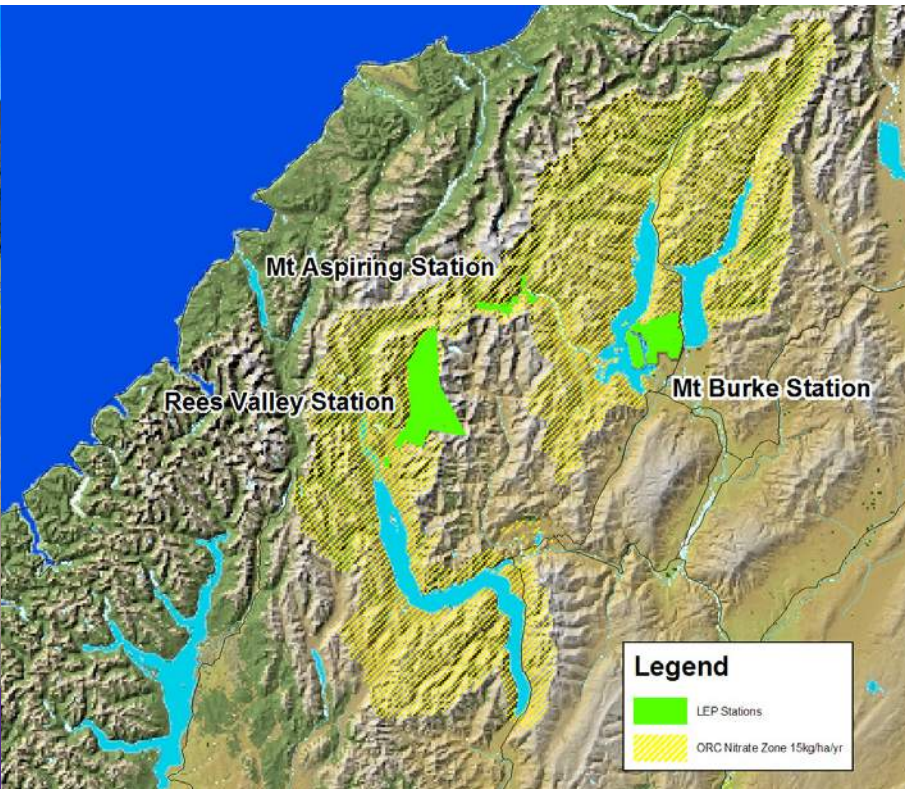 Mt Aspiring Station
Rees Valley Station
Mt Burke Station
Legend
LEP Stations
ORC Nitrate Zone 15kg/ha/yr